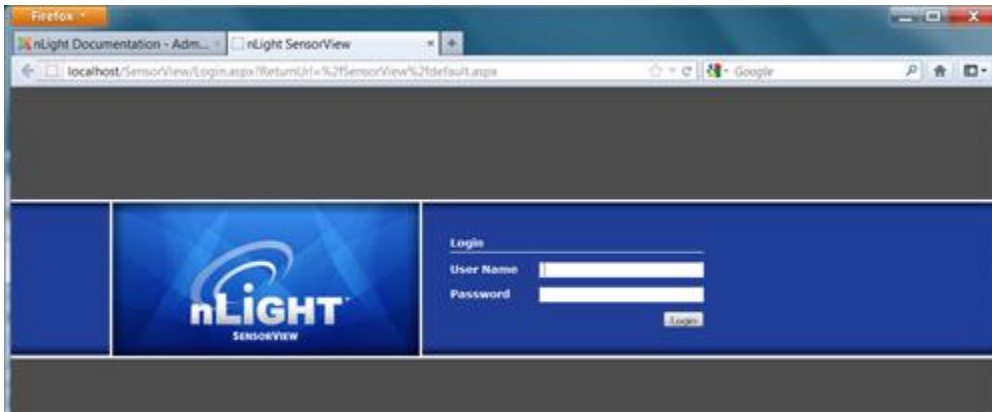 Firefox
nLight Documentation - Adm...
nLight SensorView
localhost/SensorView/Login.aspx?ReturnUrl=%2fSensorView%2fdefault.aspx
Google
Login
User Name
Password
Login
nLIGHT
SENSORVIEW